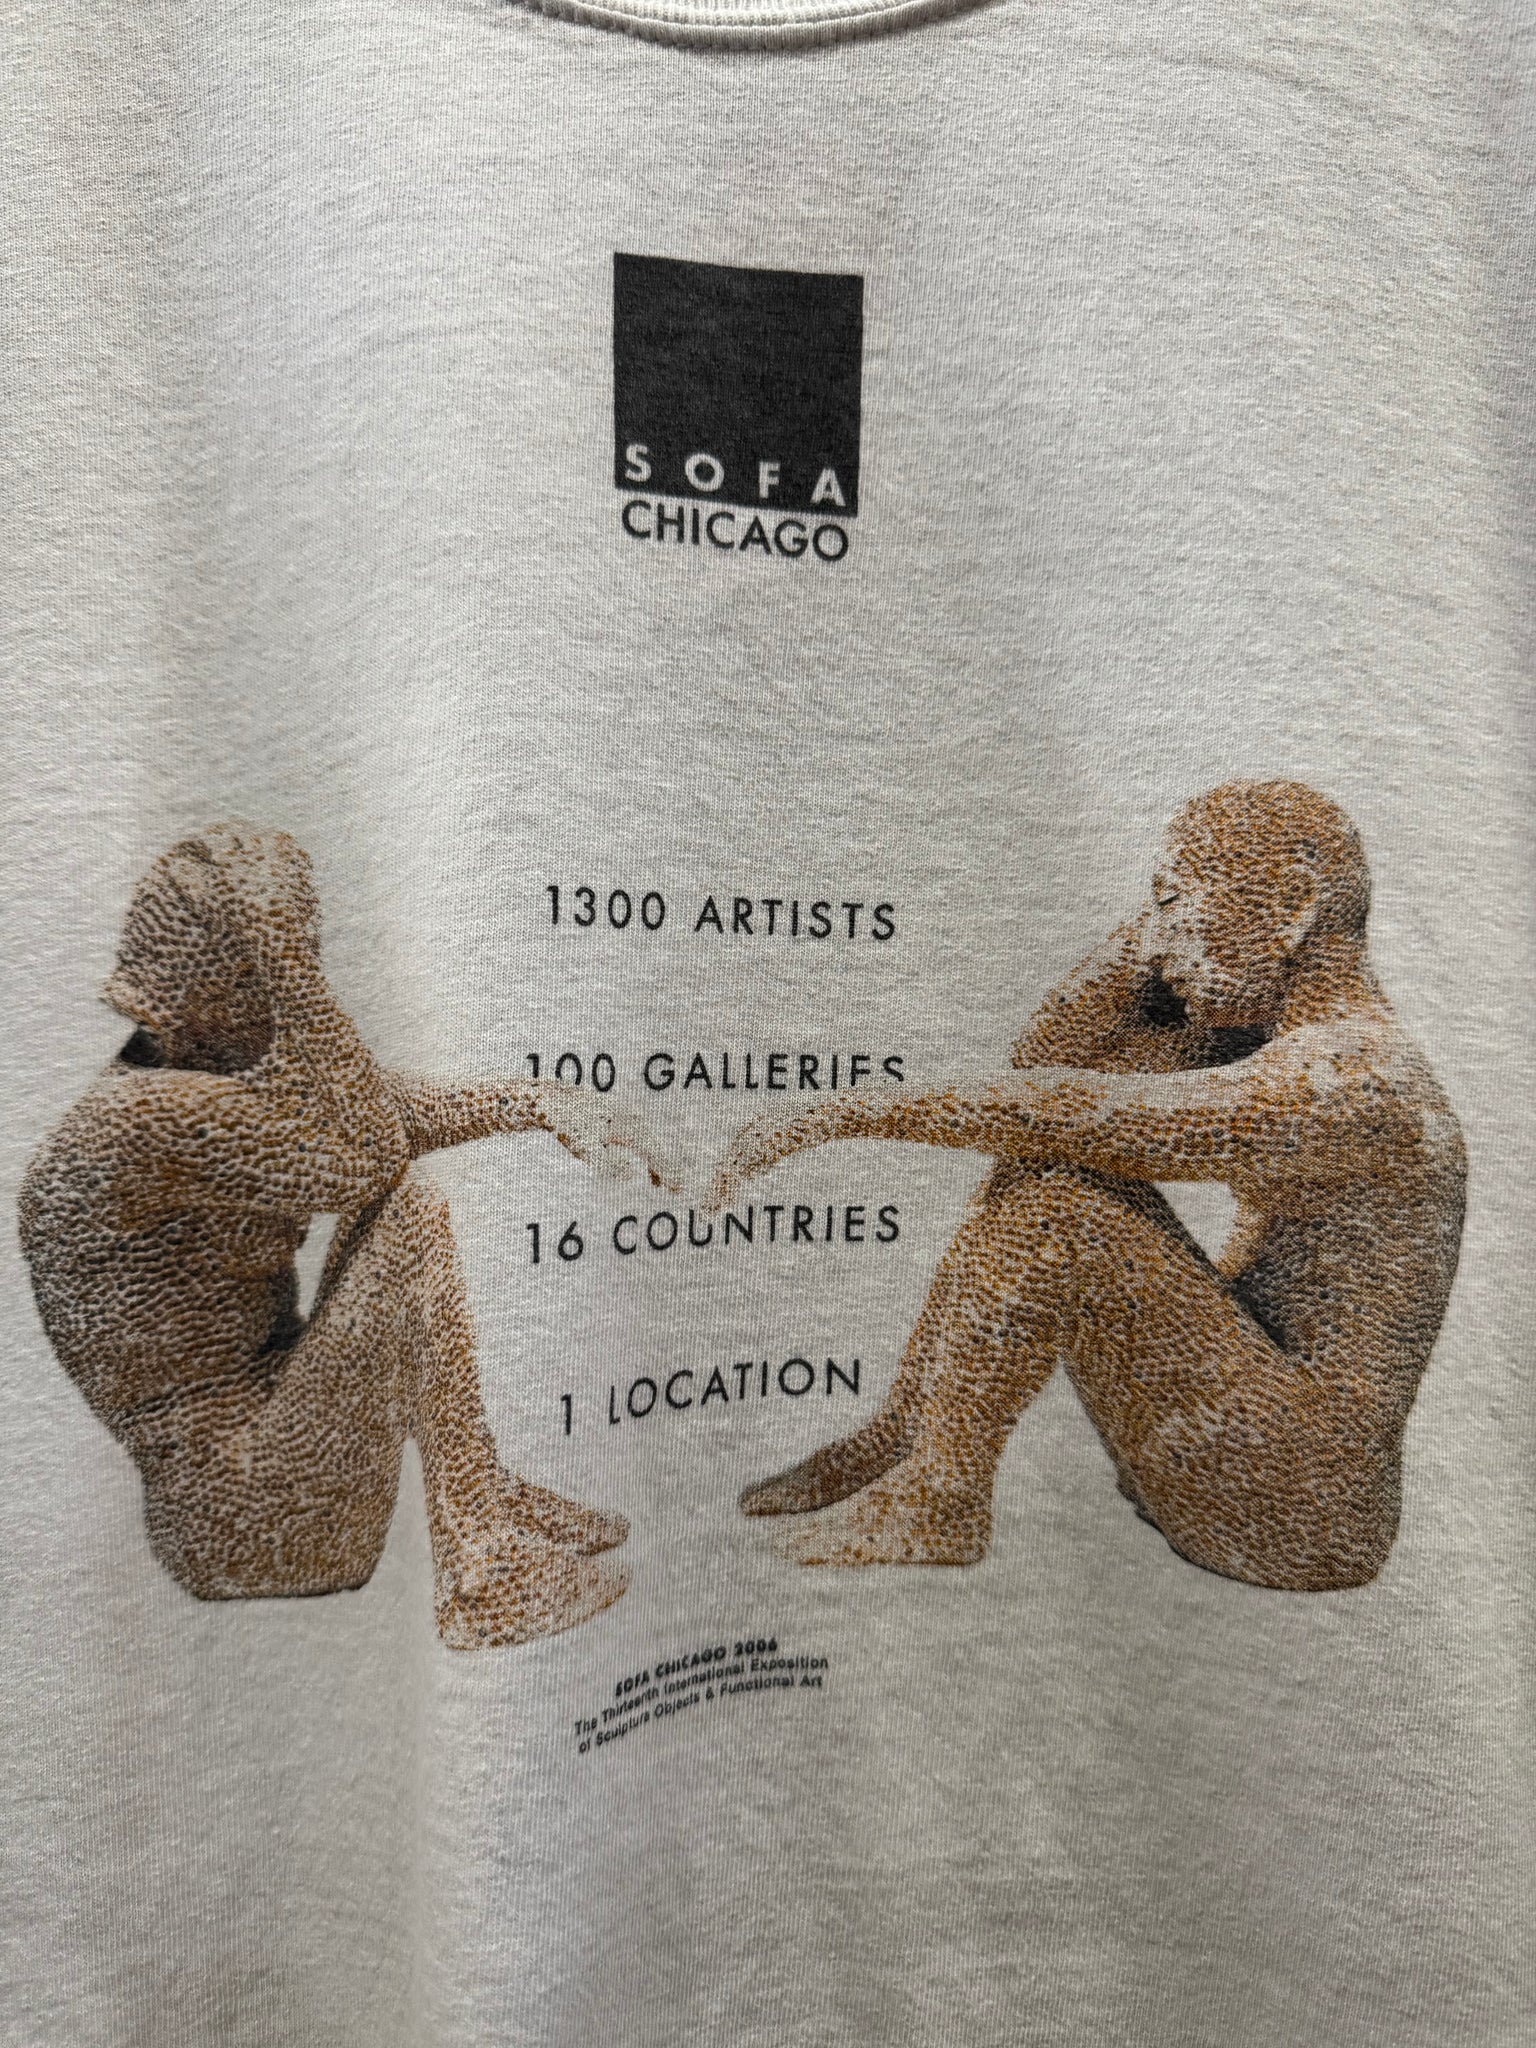 SOFA
CHICAGO
1300 ARTISTS
100 GALLERIES
16 COUNTRIES
1 LOCATION
SOFA CHICAGO 2006
The Thirteenth International Exposition
of Sculpture Objects & Functional Art